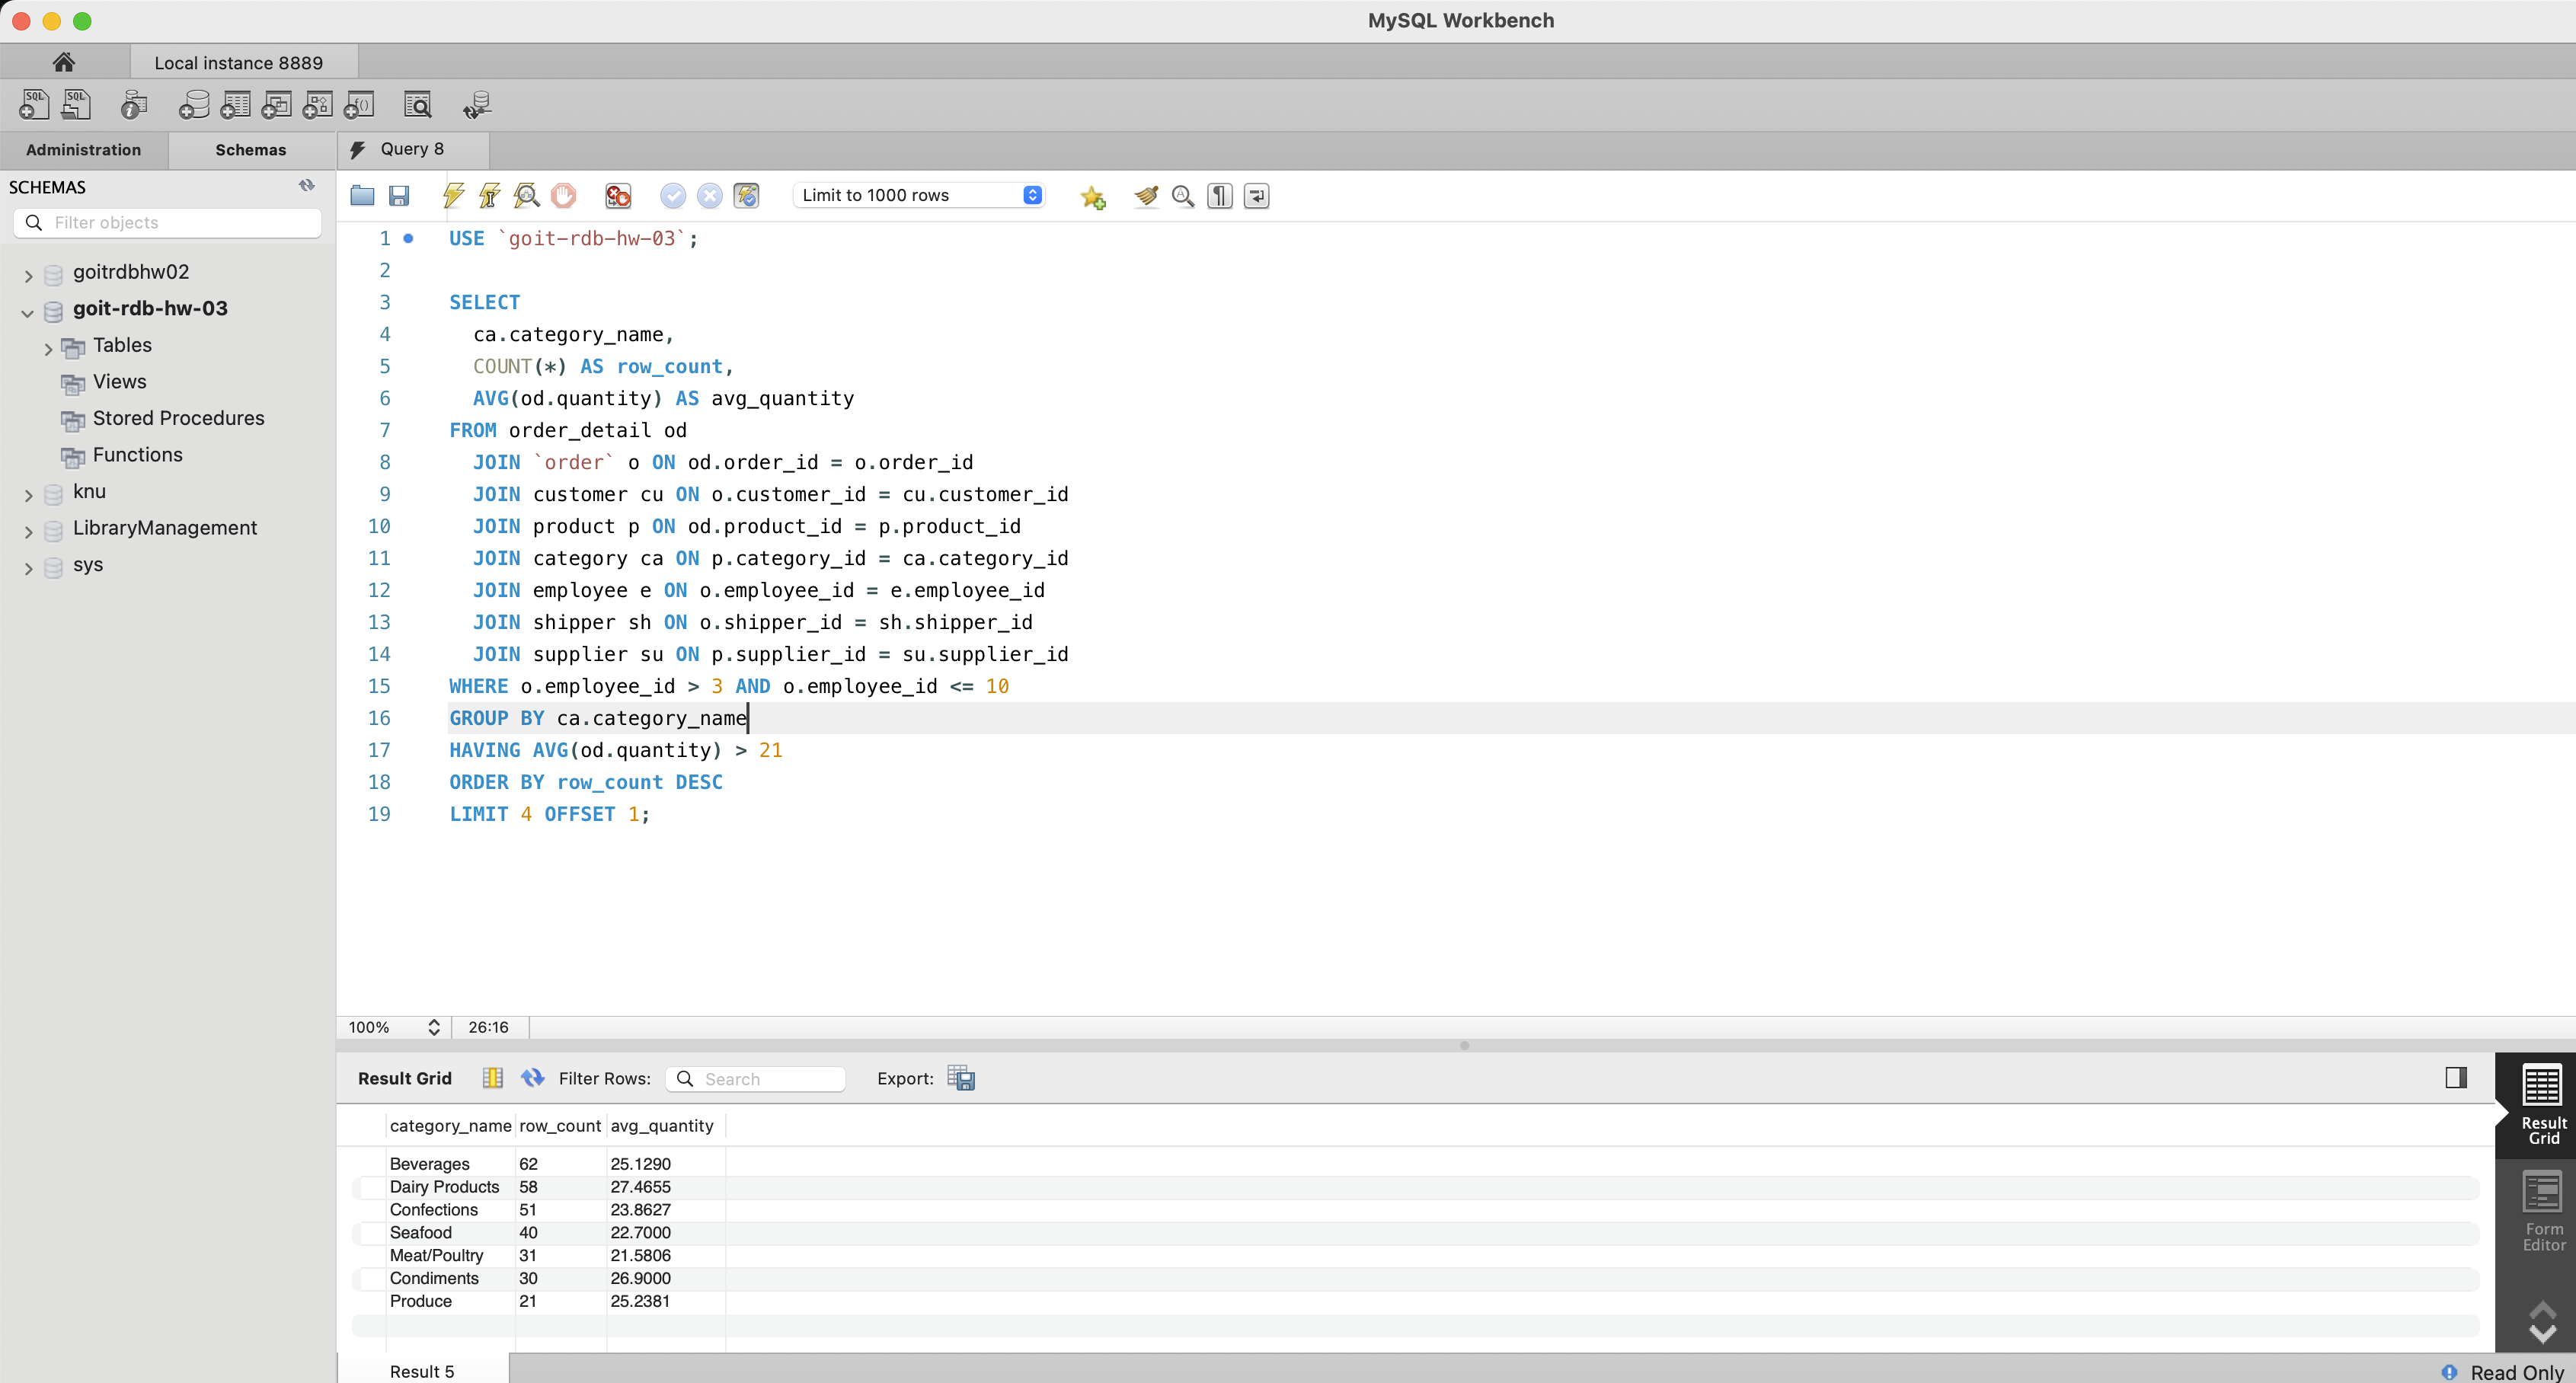 MySQL Workbench
Local instance 8889
Administration
Schemas
Query 8
SCHEMAS
Filter objects
goitrdbhw02
goit-rdb-hw-03
Tables
Views
Stored Procedures
Functions
knu
LibraryManagement
sys
Limit to 1000 rows
1 USE `goit-rdb-hw-03`;
2
3 SELECT
4 ca.category_name,
5 COUNT(*) AS row_count,
6 AVG(od.quantity) AS avg_quantity
7 FROM order_detail od
8 JOIN `order` o ON od.order_id = o.order_id
9 JOIN customer cu ON o.customer_id = cu.customer_id
10 JOIN product p ON od.product_id = p.product_id
11 JOIN category ca ON p.category_id = ca.category_id
12 JOIN employee e ON o.employee_id = e.employee_id
13 JOIN shipper sh ON o.shipper_id = sh.shipper_id
14 JOIN supplier su ON p.supplier_id = su.supplier_id
15 WHERE o.employee_id > 3 AND o.employee_id <= 10
16 GROUP BY ca.category_name
17 HAVING AVG(od.quantity) > 21
18 ORDER BY row_count DESC
19 LIMIT 4 OFFSET 1;
100% 26:16
Result Grid Filter Rows: Search Export:
category_name row_count avg_quantity
Beverages 62 25.1290
Dairy Products 58 27.4655
Confections 51 23.8627
Seafood 40 22.7000
Meat/Poultry 31 21.5806
Condiments 30 26.9000
Produce 21 25.2381
Result
Grid
Form
Editor
Result 5
Read Only